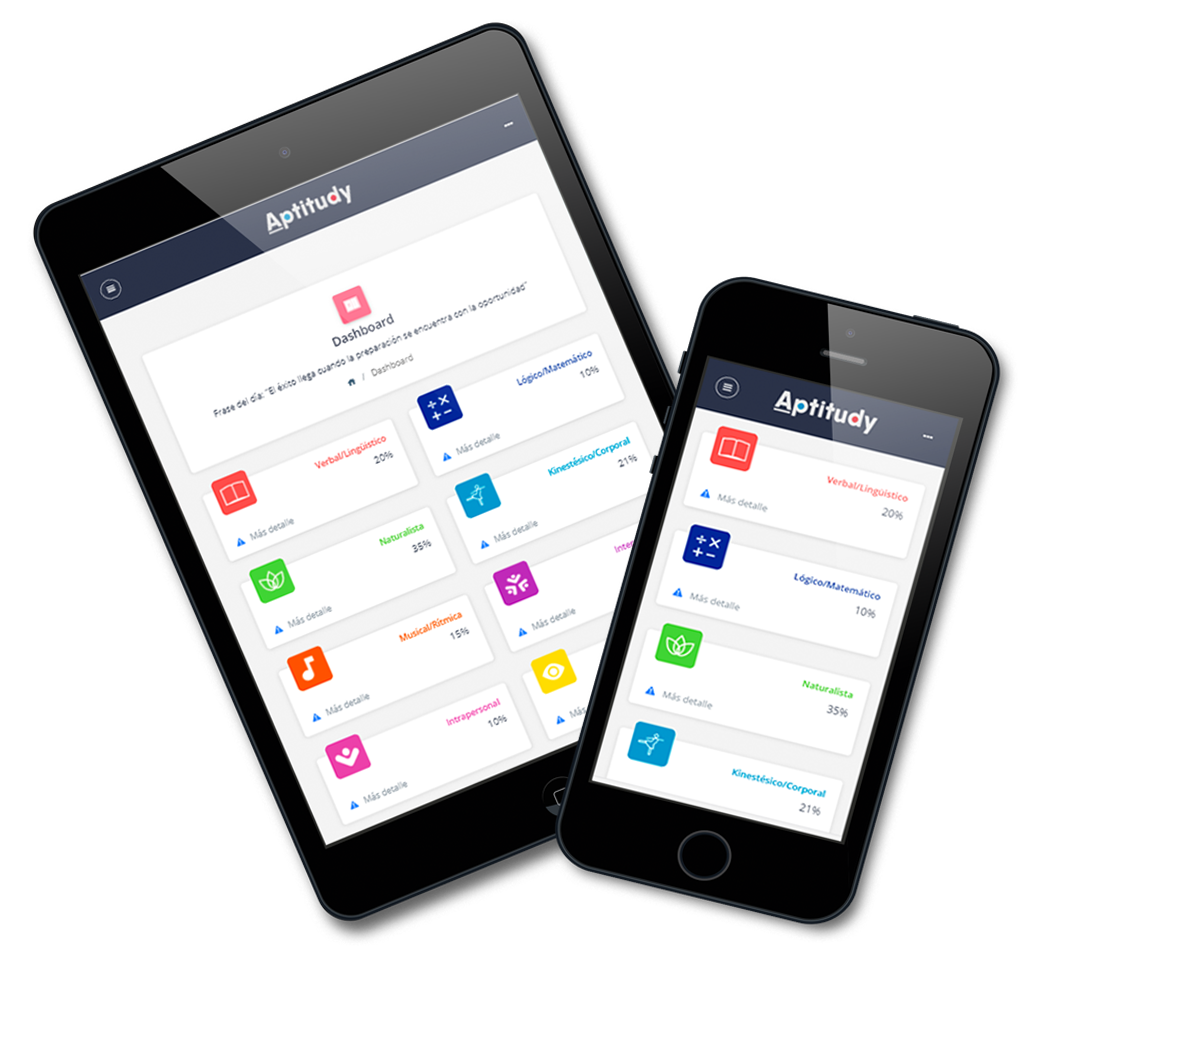 Aptitudy
Dashboard
Frase del día: "El éxito llega cuando la preparación se encuentra con la oportunidad"
/ Dashboard
Verbal/Lingüístico
20%
Más detalle
Lógico/Matemático
10%
Más detalle
Naturalista
35%
Más detalle
Kinestésico/Corporal
21%
Más detalle
Musical/Rítmica
15%
Más detalle
Inter
Más detalle
Intrapersonal
10%
Más detalle
Más
Aptitudy
Verbal/Lingüístico
20%
Más detalle
Lógico/Matemático
10%
Más detalle
Naturalista
35%
Más detalle
Kinestésico/Corporal
21%